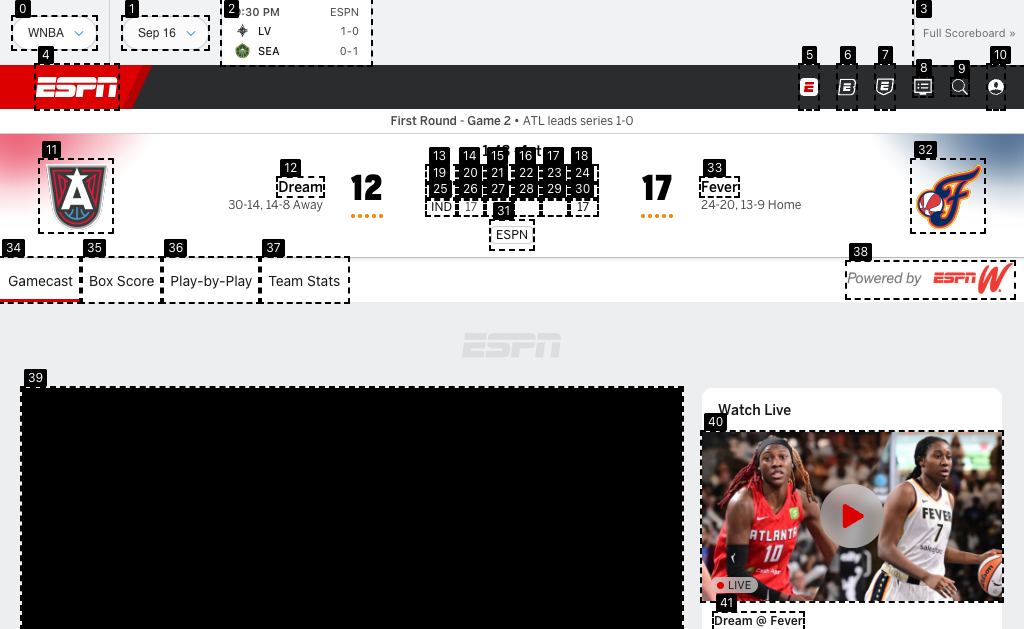 WNBA
Sep 16
ESPN
LV 1-0
SEA 0-1
Full Scoreboard »
ESPN
First Round - Game 2 • ATL leads series 1-0
Dream
30-14, 14-8 Away
12
IND 17 17
ESPN
17
Fever
24-20, 13-9 Home
Gamecast
Box Score
Play-by-Play
Team Stats
Powered by ESPN W
ESPN
Watch Live
ATLANTA
10
FEVER
7
LIVE
Dream @ Fever
0
1
2
3
4
5
6
7
8
9
10
11
12
13
14
15
16
17
18
19
20
21
22
23
24
25
26
27
28
29
30
31
32
33
34
35
36
37
38
39
40
41